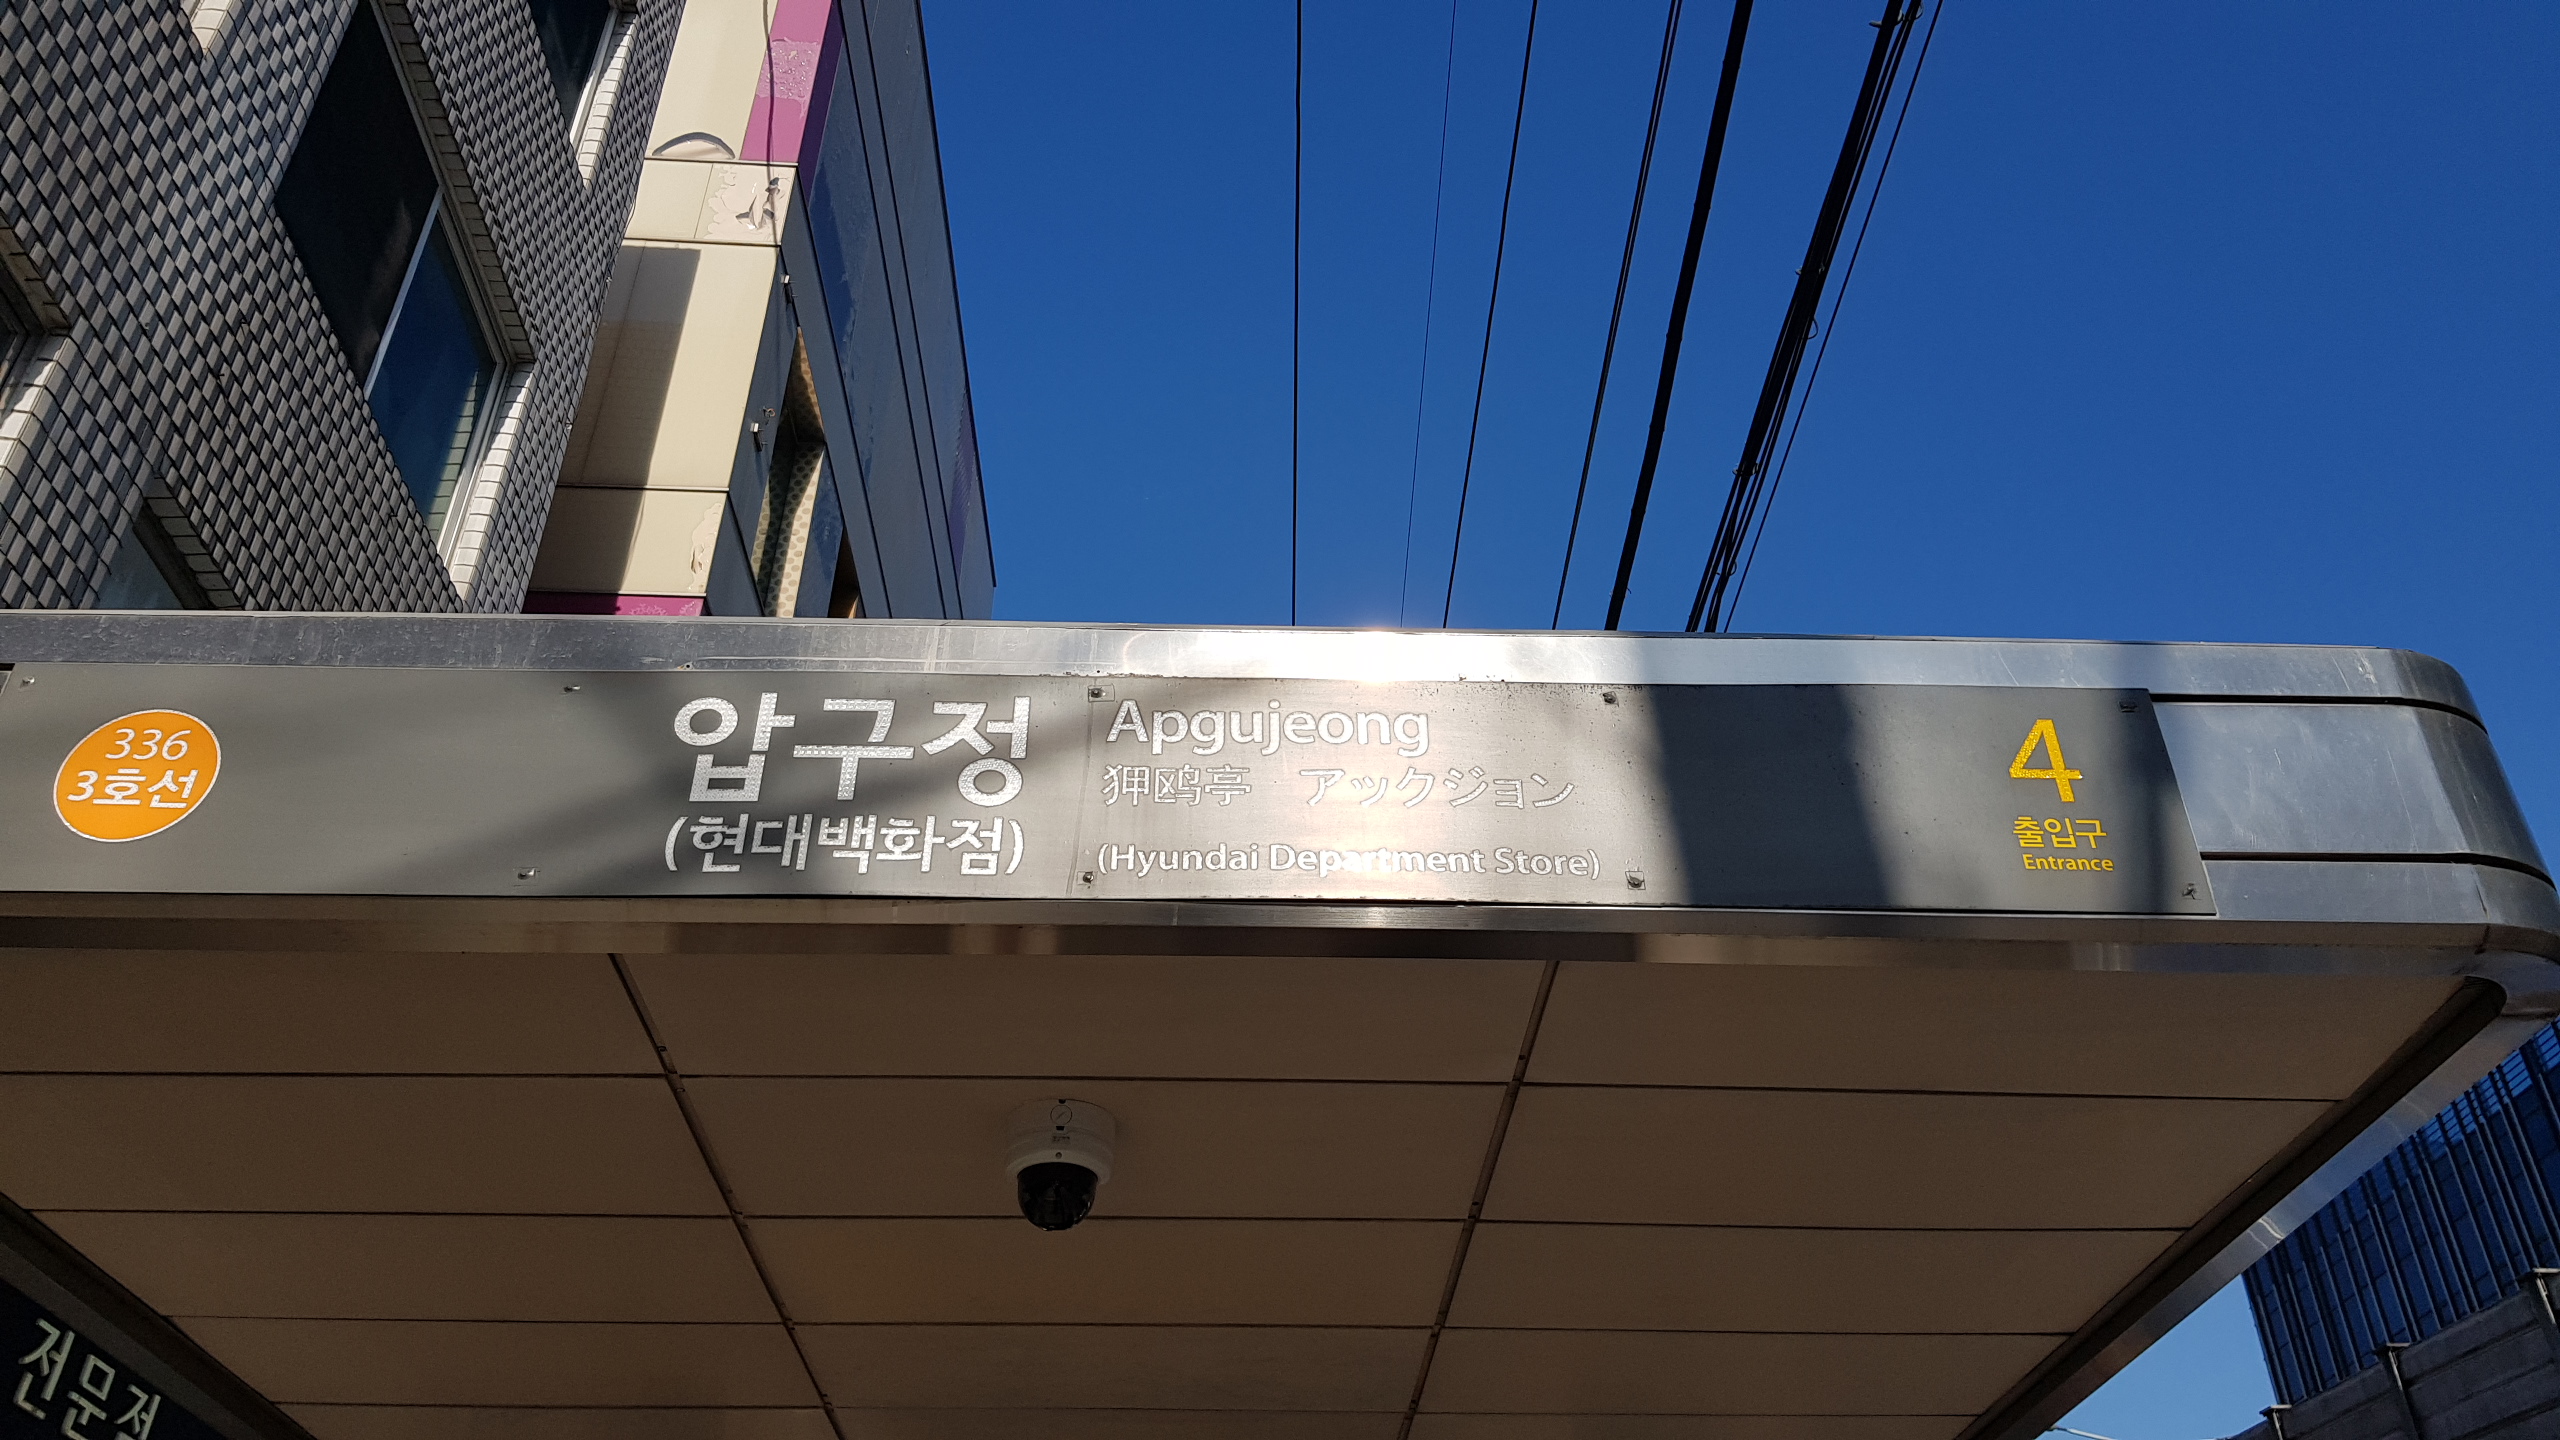 336
3호선
압구정
(현대백화점)
Apgujeong
狎鸥亭 アックジョン
(Hyundai Department Store)
4
출입구
Entrance
전문점